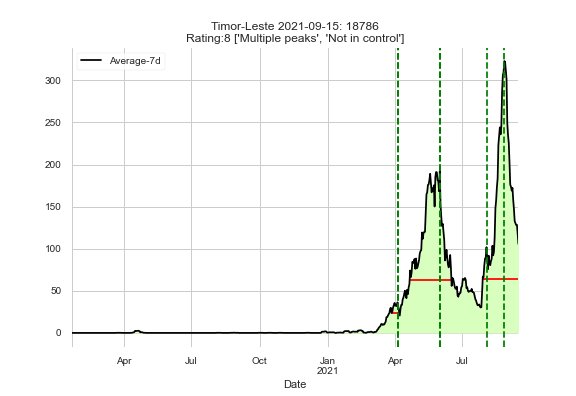 Timor-Leste 2021-09-15: 18786
Rating:8 ['Multiple peaks', 'Not in control']
Average-7d
300
250
200
150
100
50
0
Apr
Jul
Oct
Jan
2021
Apr
Jul
Date